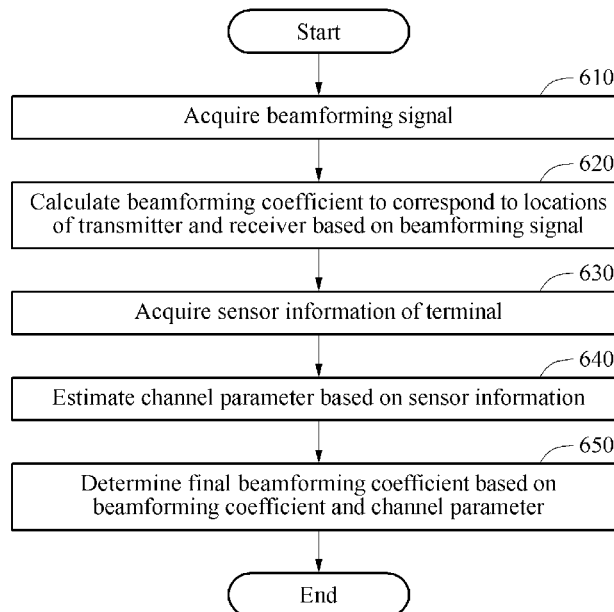 Start
610
Acquire beamforming signal
620
Calculate beamforming coefficient to correspond to locations
of transmitter and receiver based on beamforming signal
630
Acquire sensor information of terminal
640
Estimate channel parameter based on sensor information
650
Determine final beamforming coefficient based on
beamforming coefficient and channel parameter
End